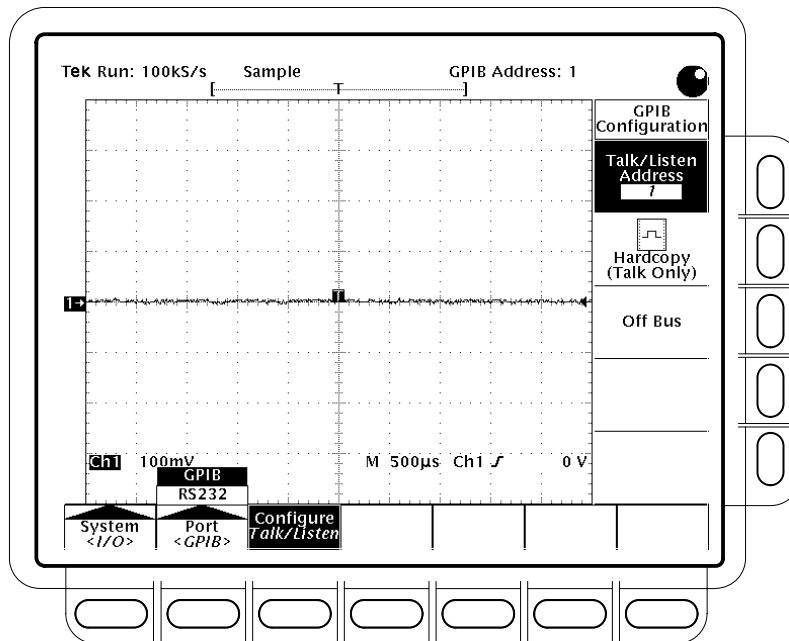 Tek Run: 100kS/s Sample GPIB Address: 1
[ T ]
GPIB
Configuration
Talk/Listen
Address
1
Hardcopy
(Talk Only)
Off Bus
T
1→
Ch1 100mV M 500µs Ch1 0 V
GPIB
RS232
System
<I/O>
Port
<GPIB>
Configure
Talk/Listen